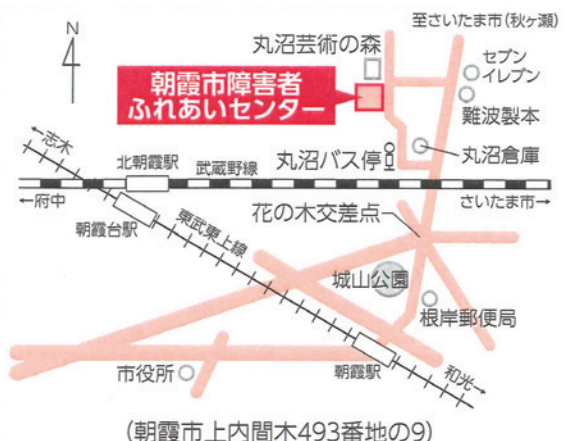 N
至さいたま市(秋ヶ瀬)
丸沼芸術の森
セブン
イレブン
朝霞市障害者
ふれあいセンター
難波製本
←志木
北朝霞駅
武蔵野線
丸沼バス停
丸沼倉庫
←府中
さいたま市→
朝霞台駅
東武東上線
花の木交差点
城山公園
根岸郵便局
市役所
朝霞駅
和光→
(朝霞市上内間木493番地の9)